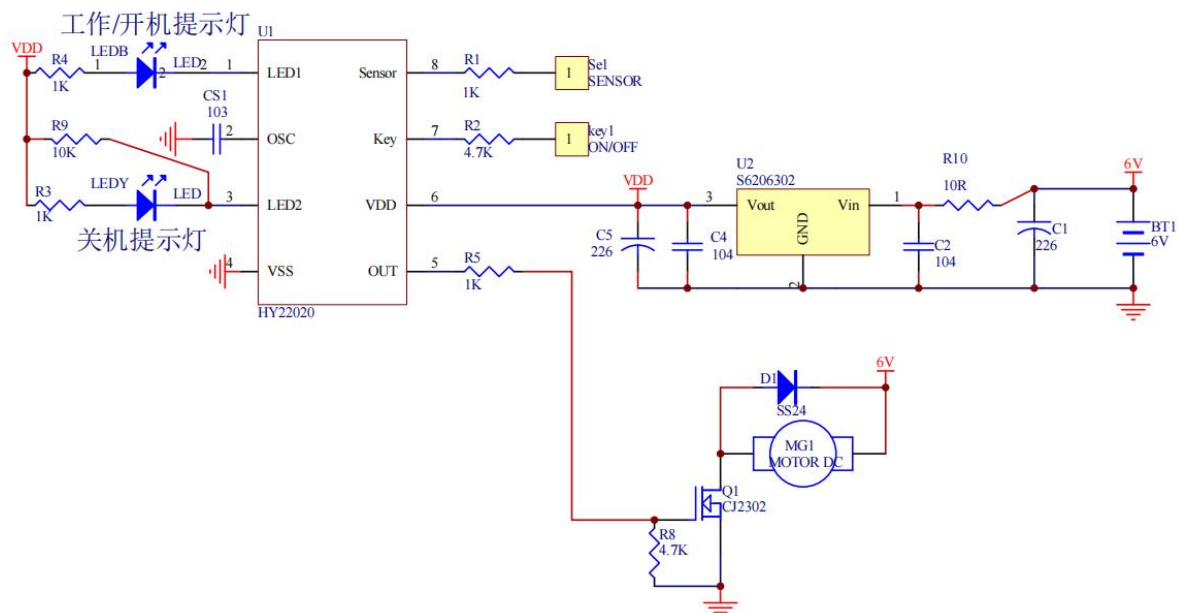 工作/开机提示灯
VDD
R4
1K
LEDB
1
2
LED
2
1
U1
LED1
Sensor
8
R1
1K
1
Se1
SENSOR
CS1
103
2
OSC
Key
7
R2
4.7K
1
key1
ON/OFF
R9
10K
R3
1K
LEDY
LED
3
LED2
VDD
6
关机提示灯
4
VSS
OUT
5
R5
1K
HY22020
VDD
C5
226
C4
104
3
U2
S6206302
Vout
Vin
GND
2
1
R10
10R
C2
104
C1
226
6V
BT1
6V
D1
SS24
6V
MG1
MOTOR DC
Q1
CJ2302
R8
4.7K